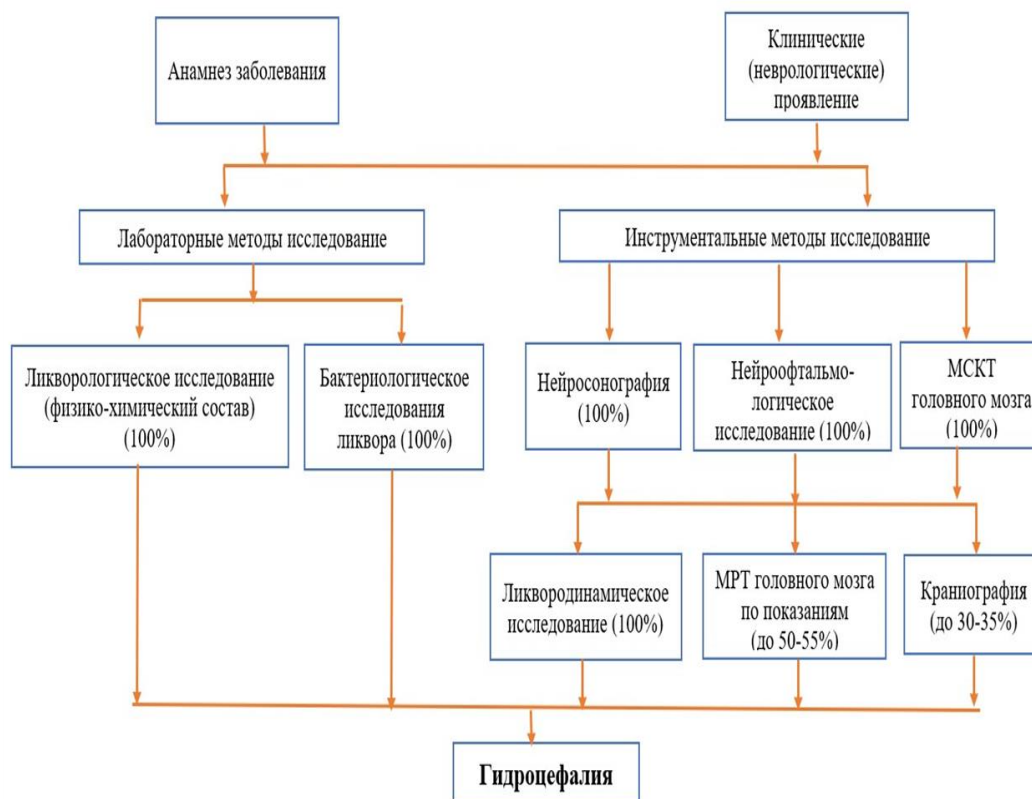 Анамнез заболевания
Клинические
(неврологические)
проявление
Лабораторные методы исследование
Инструментальные методы исследование
Ликворологическое исследование
(физико-химический состав)
(100%)
Бактериологическое
исследования
ликвора (100%)
Нейросонография
(100%)
Нейроофтальмо-
логическое
исследование (100%)
МСКТ
головного мозга
(100%)
Ликвородинамическое
исследование (100%)
МРТ головного мозга
по показаниям
(до 50-55%)
Краниография
(до 30-35%)
Гидроцефалия